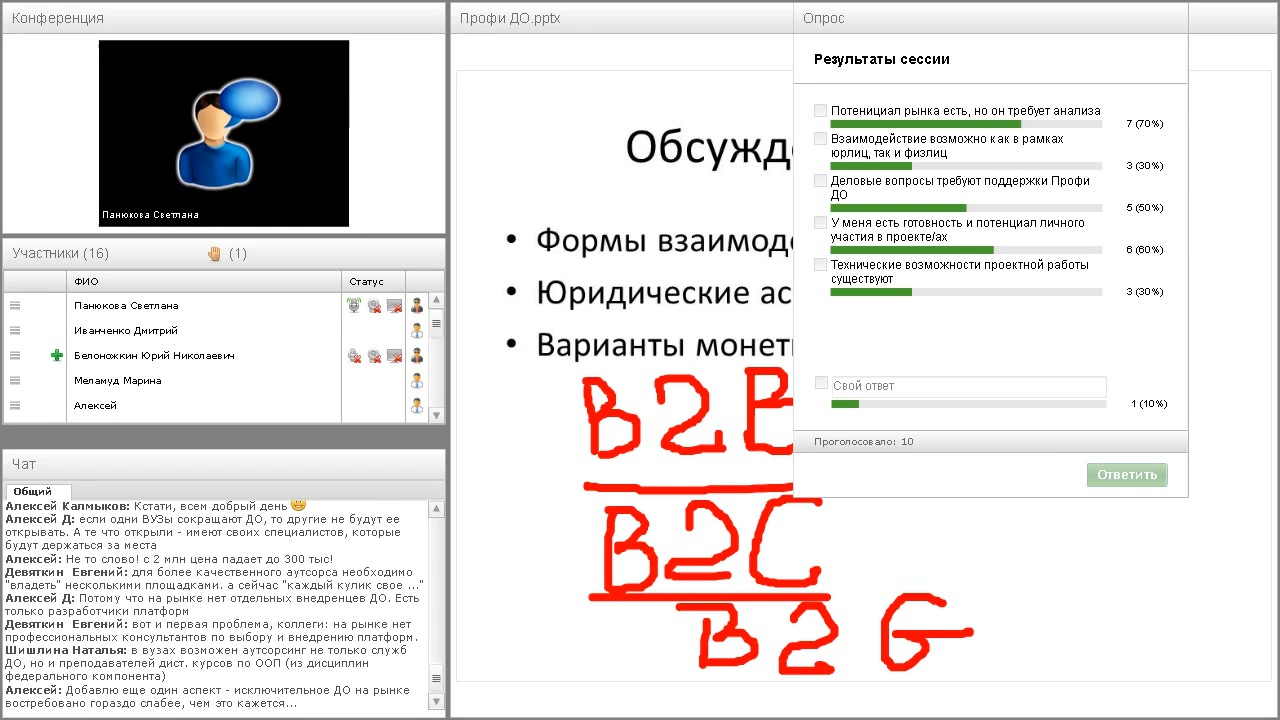 Конференция
Панюкова Светлана
Участники (16)
(1)
ФИО
Статус
Панюкова Светлана
Иванченко Дмитрий
Белоножкин Юрий Николаевич
Меламуд Марина
Алексей
Чат
Общий
Алексей Каплыков: Кстати, всем добрый день
Алексей Д: если одни ВУЗы сокращают ДО, то другие не будут ее
открывать. А те что открыли - имеют своих специалистов, которые
будут держаться за места
Алексей: Не то слово! с 2 млн цена падает до 300 тыс!
Девяткин Евгений: для более качественного аутсорса необходимо
"владеть" несколькими площадками. а сейчас "каждый кулик свое ..."
Алексей Д: Потому что на рынке нет отдельных внедренцев ДО. Есть
только разработчики платформ
Девяткин Евгений: вот и первая проблема, коллеги: на рынке нет
профессиональных консультантов по выбору и внедрению платформ.
Шишлина Наталья: в вузах возможен аутсорсинг не только служб
ДО, но и преподавателей дист. курсов по ООП (из дисциплин
федерального компонента)
Алексей: Добавлю еще один аспект - исключительное ДО на рынке
востребовано гораздо слабее, чем это кажется...
Профи ДО.pptx
Обсужд
• Формы взаимод
• Юридические ас
• Варианты монет
B2B
B2C
B2G
Опрос
Результаты сессии
Потенициал рынка есть, но он требует анализа
7 (70%)
Взаимодействие возможно как в рамках
юрлиц, так и физлиц
3 (30%)
Деловые вопросы требуют поддержки Профи
ДО
5 (50%)
У меня есть готовность и потенциал личного
участия в проекте/ах
6 (60%)
Технические возможности проектной работы
существуют
3 (30%)
Свой ответ
1 (10%)
Проголосовало: 10
Ответить